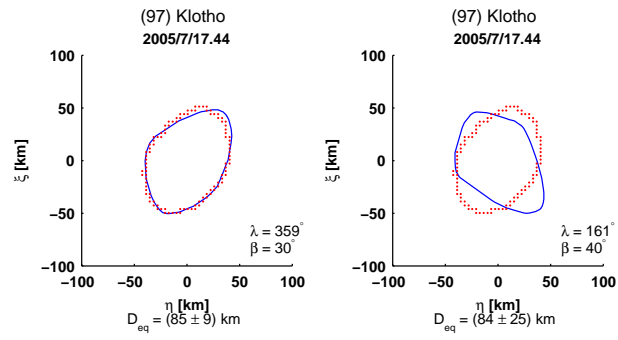 (97) Klotho
2005/7/17.44
100
50
0
−50
−100
ξ [km]
λ = 359°
β = 30°
−100 −50 0 50 100
η [km]
D_eq = (85 ± 9) km
(97) Klotho
2005/7/17.44
100
50
0
−50
−100
ξ [km]
λ = 161°
β = 40°
−100 −50 0 50 100
η [km]
D_eq = (84 ± 25) km